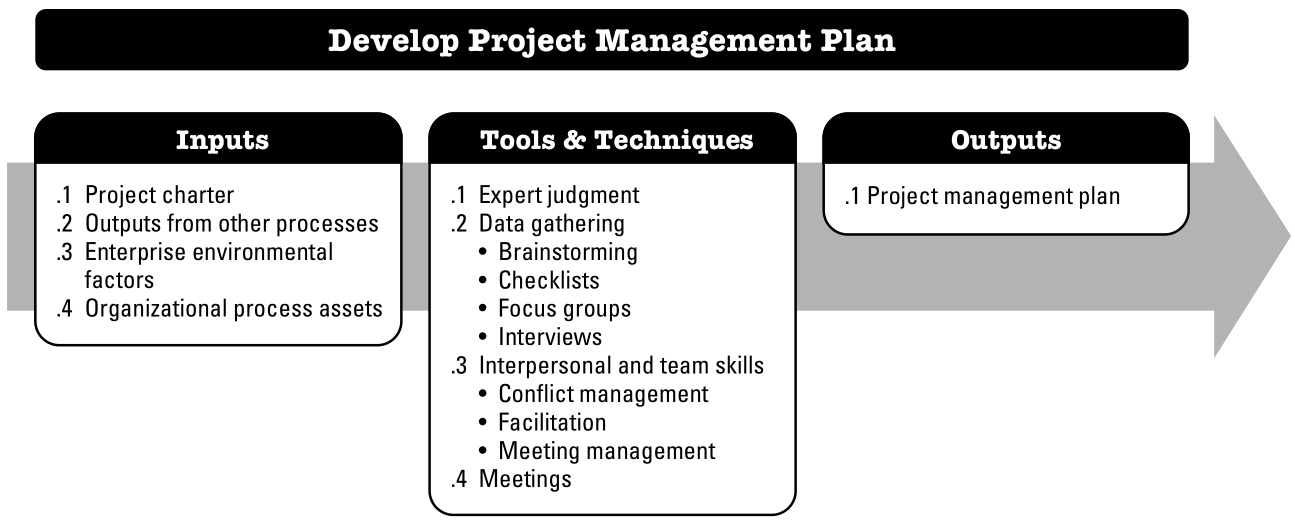 Develop Project Management Plan
Inputs
.1 Project charter
.2 Outputs from other processes
.3 Enterprise environmental
factors
.4 Organizational process assets
Tools & Techniques
.1 Expert judgment
.2 Data gathering
• Brainstorming
• Checklists
• Focus groups
• Interviews
.3 Interpersonal and team skills
• Conflict management
• Facilitation
• Meeting management
.4 Meetings
Outputs
.1 Project management plan